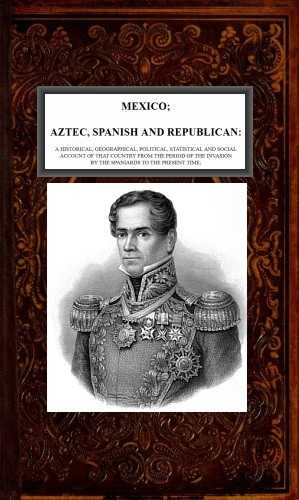 MEXICO;
AZTEC, SPANISH AND REPUBLICAN:
A HISTORICAL, GEOGRAPHICAL, POLITICAL, STATISTICAL AND SOCIAL
ACCOUNT OF THAT COUNTRY FROM THE PERIOD OF THE INVASION
BY THE SPANIARDS TO THE PRESENT TIME;